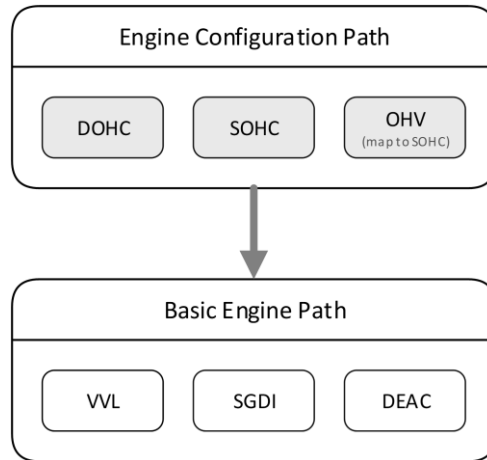 Engine Configuration Path
DOHC
SOHC
OHV
(map to SOHC)
Basic Engine Path
VVL
SGDI
DEAC